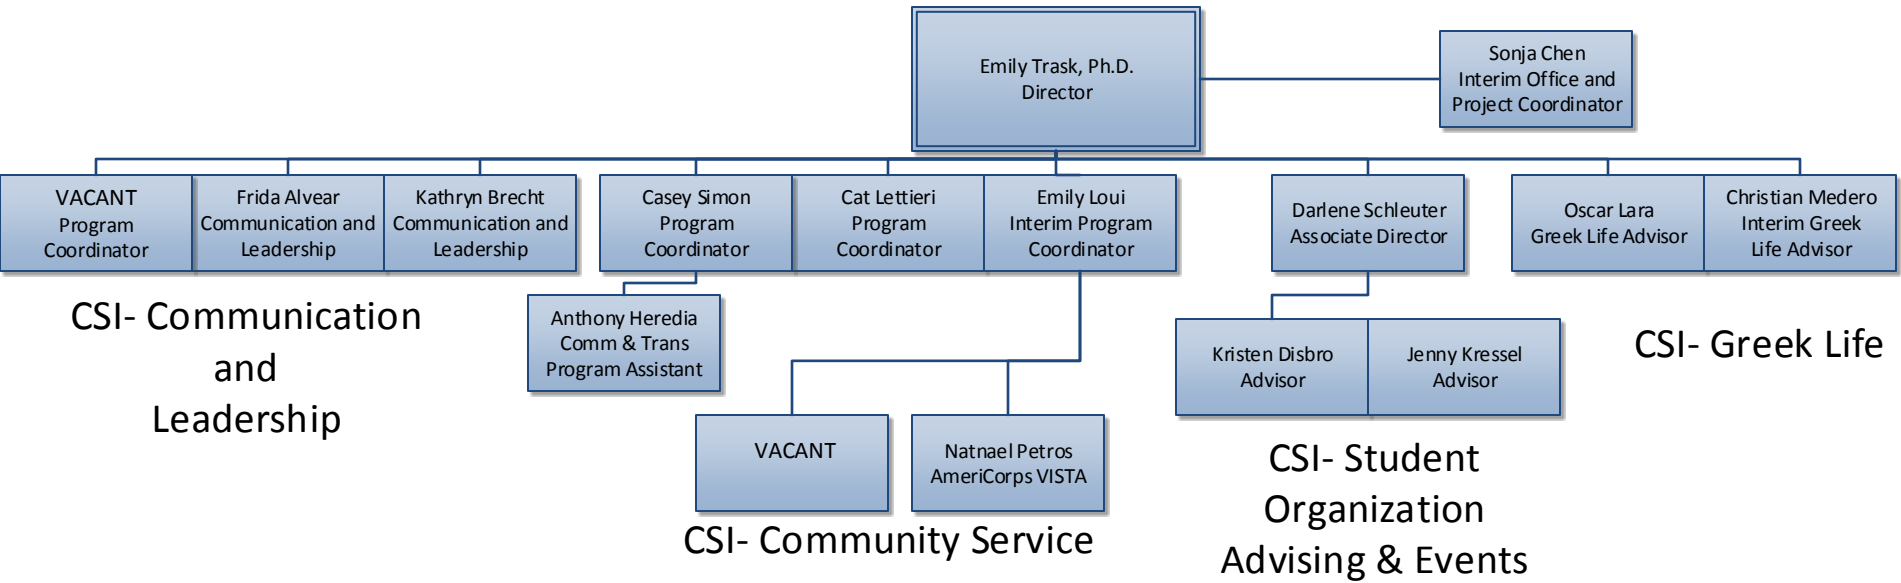 Emily Trask, Ph.D.
Director
Sonja Chen
Interim Office and
Project Coordinator
VACANT
Program
Coordinator
Frida Alvear
Communication and
Leadership
Kathryn Brecht
Communication and
Leadership
Casey Simon
Program
Coordinator
Cat Lettieri
Program
Coordinator
Emily Loui
Interim Program
Coordinator
Darlene Schleuter
Associate Director
Oscar Lara
Greek Life Advisor
Christian Medero
Interim Greek
Life Advisor
CSI- Communication
and
Leadership
Anthony Heredia
Comm & Trans
Program Assistant
VACANT
Natnael Petros
AmeriCorps VISTA
CSI- Community Service
Kristen Disbro
Advisor
Jenny Kressel
Advisor
CSI- Student
Organization
Advising & Events
CSI- Greek Life